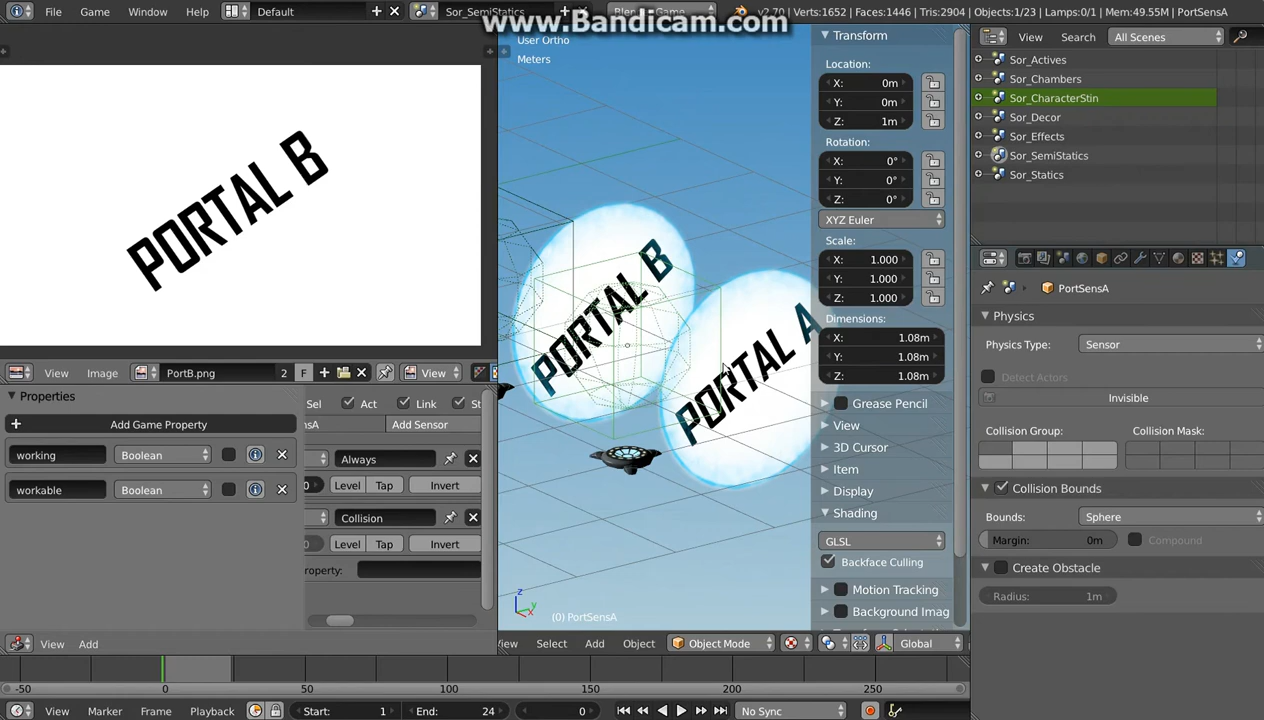 www.Bandicam.com
File Game Window Help Default Sor_SemiStatics v2.70 | Verts:1652 | Faces:1446 | Tris:2904 | Objects:1/23 | Lamps:0/1 | Mem:49.55M | PortSensA
User Ortho
Meters
PORTAL B
PORTAL B
PORTAL A
(0) PortSensA
View Select Add Object Object Mode Global
View Image PortB.png 2 F View
Properties
Add Game Property
working Boolean
workable Boolean
Sel Act Link St
Add Sensor
Always
Level Tap Invert
Collision
Level Tap Invert
View Add
Transform
Location:
X: 0m
Y: 0m
Z: 1m
Rotation:
X: 0°
Y: 0°
Z: 0°
XYZ Euler
Scale:
X: 1.000
Y: 1.000
Z: 1.000
Dimensions:
X: 1.08m
Y: 1.08m
Z: 1.08m
Grease Pencil
View
3D Cursor
Item
Display
Shading
GLSL
Backface Culling
Motion Tracking
Background Imag
View Search All Scenes
Sor_Actives
Sor_Chambers
Sor_CharacterStin
Sor_Decor
Sor_Effects
Sor_SemiStatics
Sor_Statics
PortSensA
Physics
Physics Type: Sensor
Detect Actors
Invisible
Collision Group: Collision Mask:
Collision Bounds
Bounds: Sphere
Margin: 0m Compound
Create Obstacle
Radius: 1m
-50 0 50 100 150 200 250
View Marker Frame Playback Start: 1 End: 24 0 No Sync